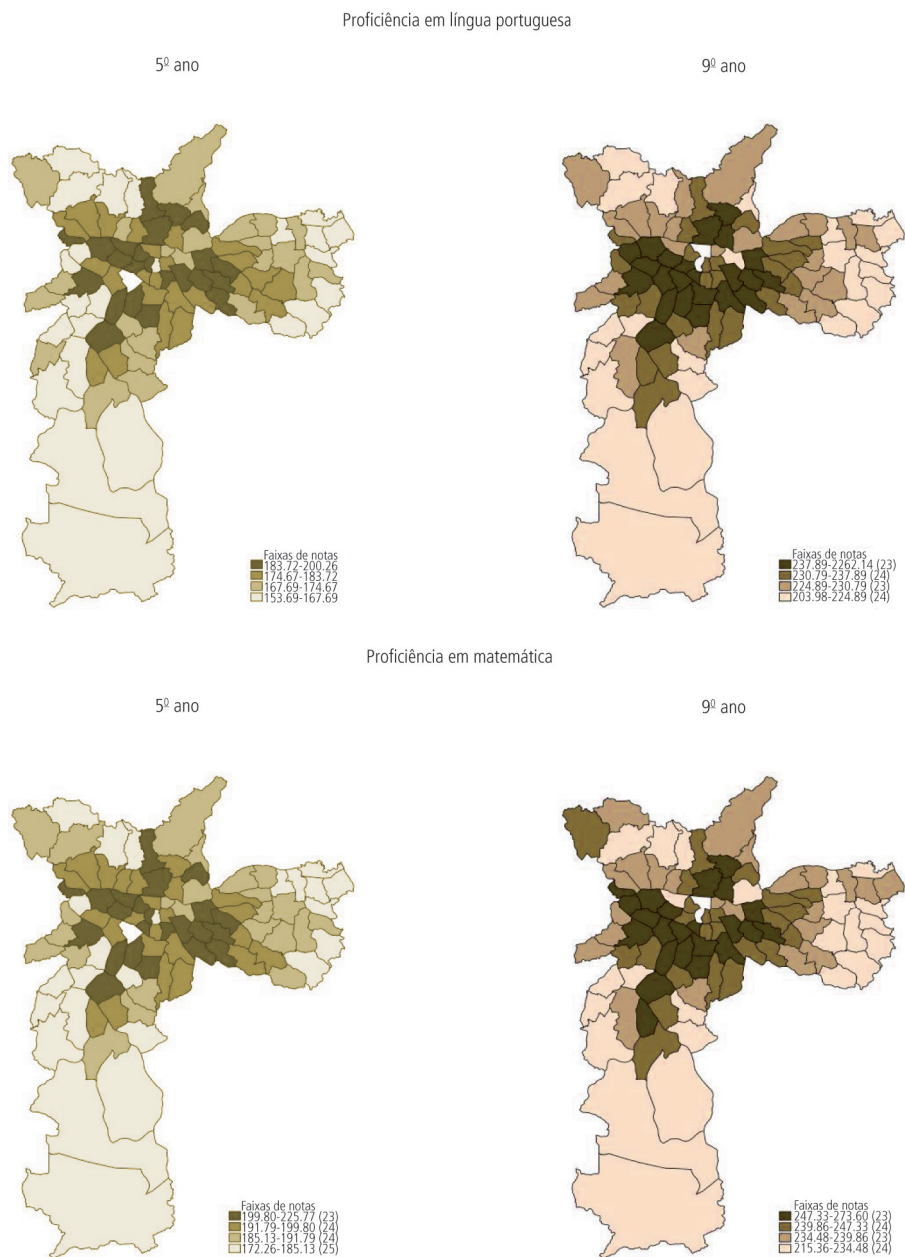 Proficiência em língua portuguesa
5º ano
9º ano
Faixas de notas
183.72-200.26
174.67-183.72
167.69-174.67
153.69-167.69
Faixas de notas
237.89-2262.14 (23)
230.79-237.89 (24)
224.89-230.79 (23)
203.98-224.89 (24)
Proficiência em matemática
5º ano
9º ano
Faixas de notas
199.80-225.77 (23)
191.79-199.80 (24)
185.13-191.79 (24)
172.26-185.13 (25)
Faixas de notas
247.33-273.60 (23)
239.86-247.33 (24)
234.48-239.86 (23)
215.36-234.48 (24)